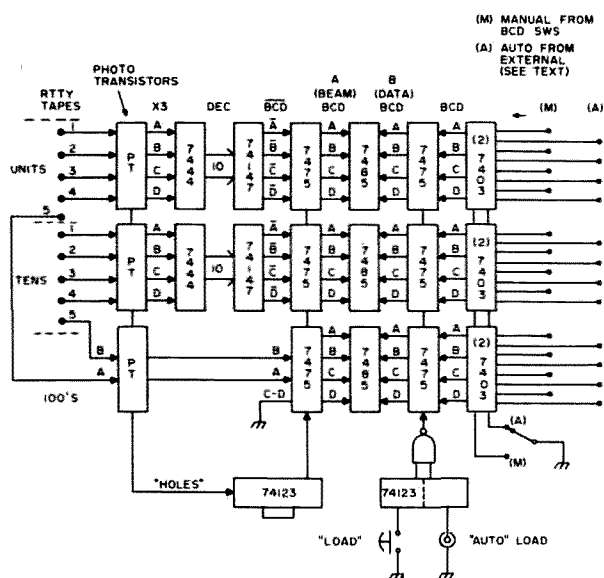 (M) MANUAL FROM
BCD SWS
(A) AUTO FROM
EXTERNAL
(SEE TEXT)
PHOTO
TRANSISTORS
RTTY
TAPES
X3
DEC
BCD
A
(BEAM)
BCD
B
(DATA)
BCD
BCD
(M)
(A)
UNITS
1
2
3
4
5
PT
A
B
C
D
7444
10
74147
A
B
C
D
7475
A
B
C
D
7485
A
B
C
D
7475
A
B
C
D
(2)
7403
TENS
1
2
3
4
5
PT
A
B
C
D
7444
10
74147
A
B
C
D
7475
A
B
C
D
7485
A
B
C
D
7475
A
B
C
D
(2)
7403
100'S
B
A
PT
B
A
C-D
7475
A
B
C
D
7485
A
B
C
D
7475
A
B
C
D
(2)
7403
(A)
(M)
"HOLES"
74123
74123
"LOAD"
"AUTO" LOAD